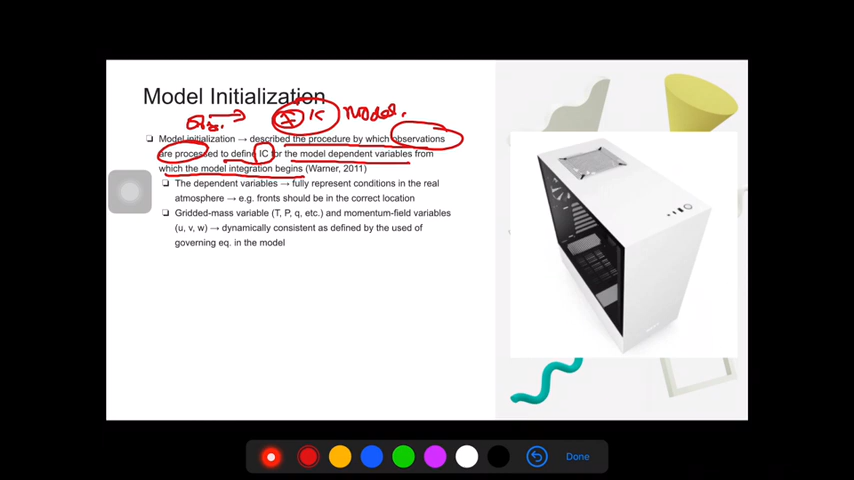 Model Initialization
IC model.
Model initialization → described the procedure by which observations
are processed to define IC for the model dependent variables from
which the model integration begins (Warner, 2011)
The dependent variables → fully represent conditions in the real
atmosphere → e.g. fronts should be in the correct location
Gridded-mass variable (T, P, q, etc.) and momentum-field variables
(u, v, w) → dynamically consistent as defined by the used of
governing eq. in the model
Done